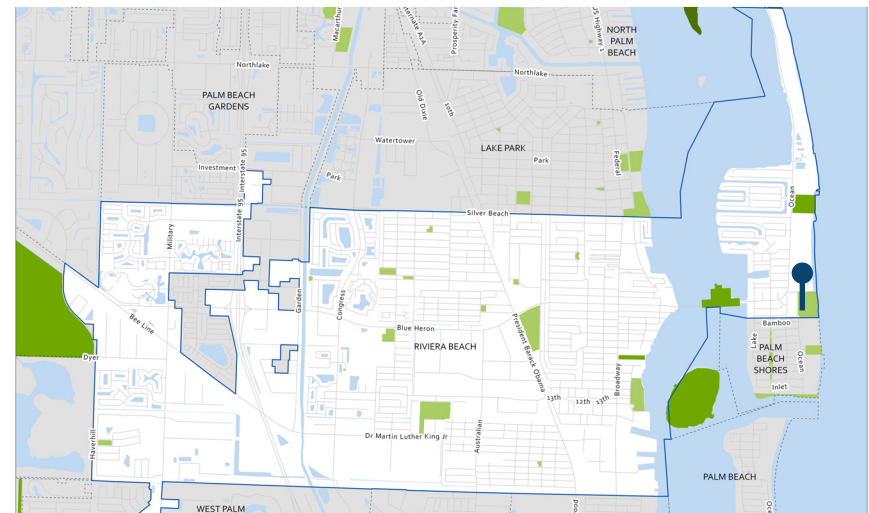 Macarthur
Alternate A1A
US Highway 1
NORTH
PALM
BEACH
Northlake
Northlake
PALM BEACH
GARDENS
Old Dixie
10th
Watertower
LAKE PARK
Park
Federal
Investment
Interstate 95
Park
Ocean
Silver Beach
Military
Interstate 95
Garden
Congress
Bee Line
Blue Heron
RIVIERA BEACH
President Barack Obama
Bamboo
Lake
PALM
BEACH
SHORES
Ocean
Dyer
Broadway
Inlet
13th
12th
13th
Haverhill
Dr Martin Luther King Jr
Australian
PALM BEACH
WEST PALM